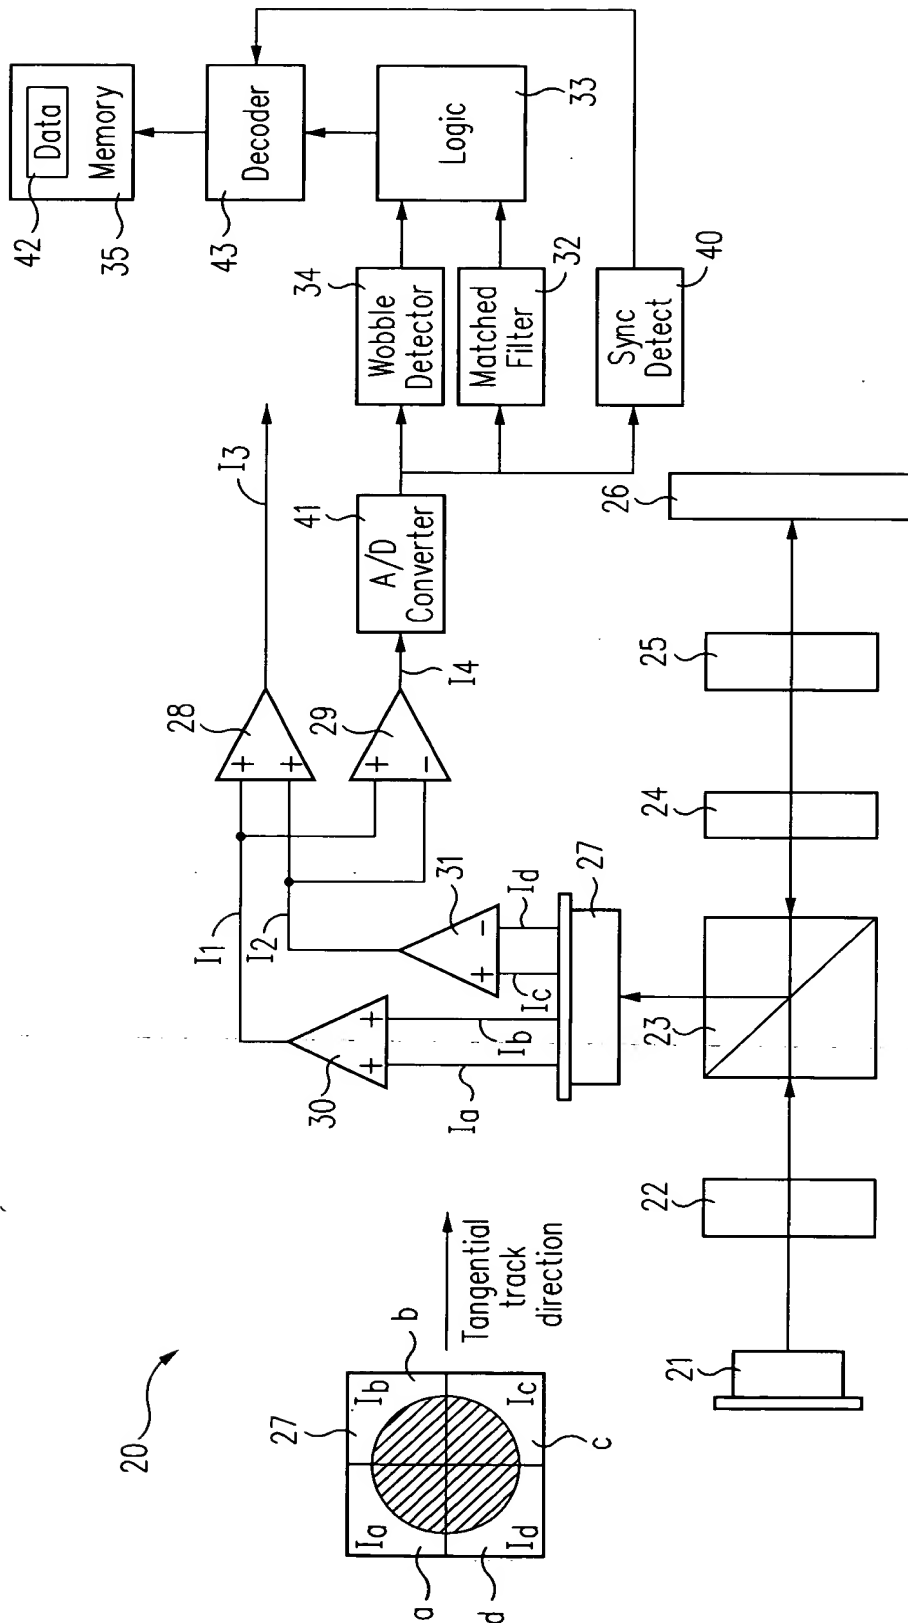 20
27
Ia
Ib
Ic
Id
a
b
c
d
Tangential
track
direction
21
22
23
24
25
26
27
Ia
Ib
Ic
Id
30
+
+
31
+
-
I1
I2
28
+
+
29
+
-
I3
I4
41
A/D
Converter
34
Wobble
Detector
Matched
Filter
32
Sync
Detect
40
Logic
33
Decoder
43
42
Data
Memory
35